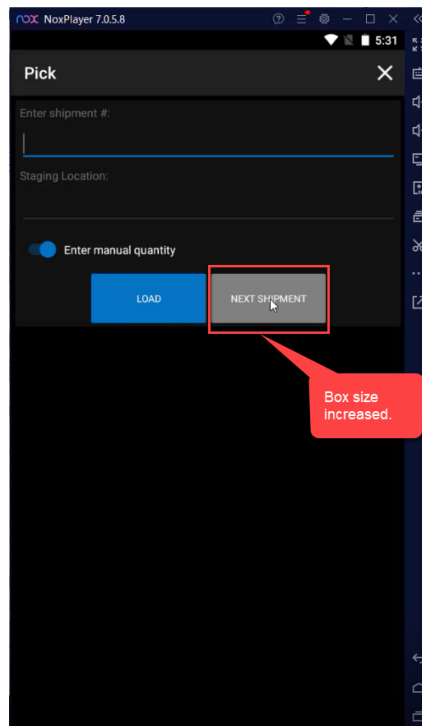 nox NoxPlayer 7.0.5.8
5:31
Pick
Enter shipment #:
Staging Location:
Enter manual quantity
LOAD NEXT SHIPMENT
Box size
increased.